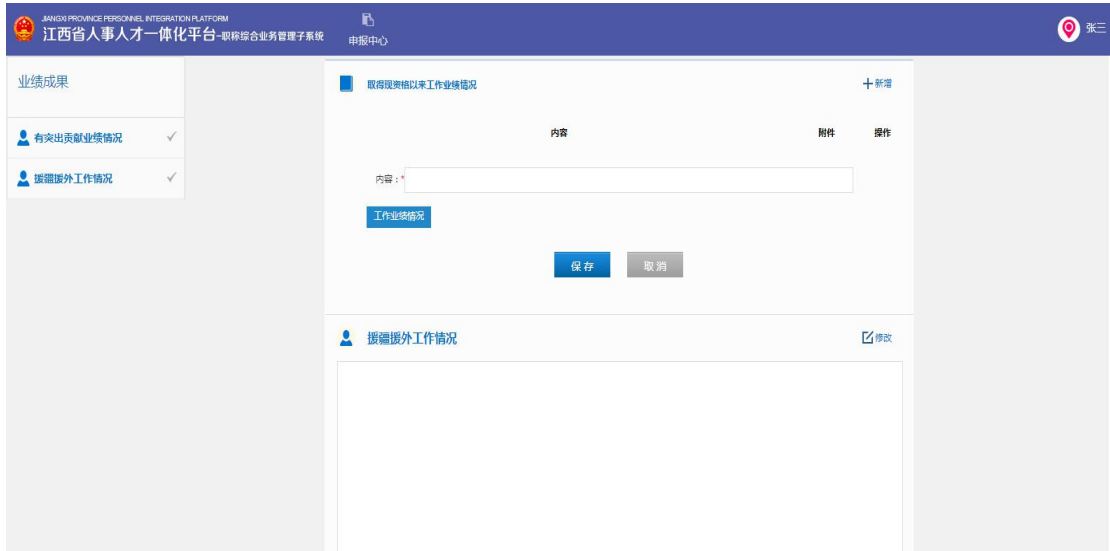 JIANGXI PROVINCE PERSONNEL INTEGRATION PLATFORM
江西省人事人才一体化平台-职称综合业务管理子系统
申报中心
张三
业绩成果
有突出贡献业绩情况
援疆援外工作情况
取得现资格以来工作业绩情况
新增
内容 附件 操作
内容：*
工作业绩情况
保存 取消
援疆援外工作情况
修改